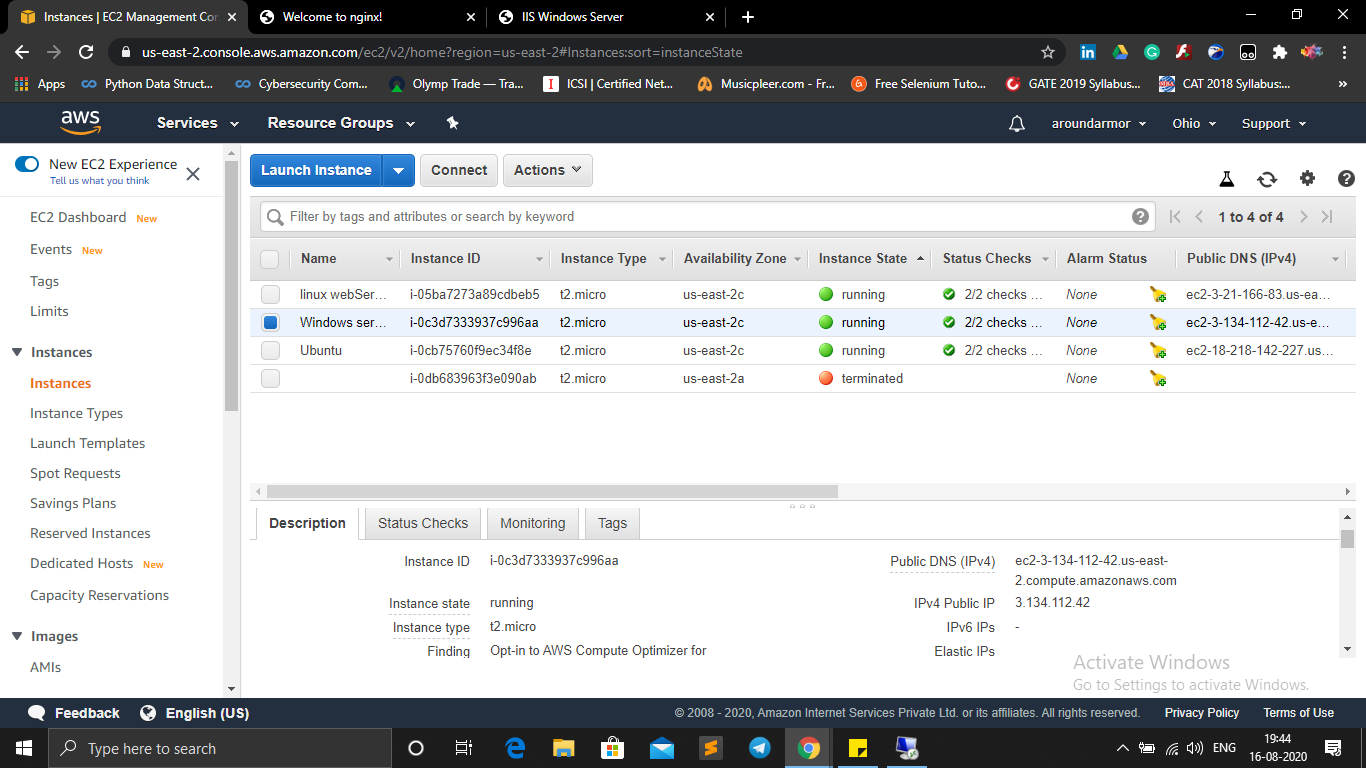 Instances | EC2 Management Con
Welcome to nginx!
IIS Windows Server
us-east-2.console.aws.amazon.com/ec2/v2/home?region=us-east-2#Instances:sort=instanceState
Apps
Python Data Struct...
Cybersecurity Com...
Olymp Trade — Tra...
ICSI | Certified Net...
Musicpleer.com - Fr...
Free Selenium Tuto...
GATE 2019 Syllabus...
CAT 2018 Syllabus:...
»
aws
Services
Resource Groups
aroundarmor
Ohio
Support
New EC2 Experience
Tell us what you think
EC2 Dashboard New
Events New
Tags
Limits
Instances
Instances
Instance Types
Launch Templates
Spot Requests
Savings Plans
Reserved Instances
Dedicated Hosts New
Capacity Reservations
Images
AMIs
Launch Instance
Connect
Actions
Filter by tags and attributes or search by keyword
1 to 4 of 4
Name Instance ID Instance Type Availability Zone Instance State Status Checks Alarm Status Public DNS (IPv4)
linux webSer... i-05ba7273a89cdbeb5 t2.micro us-east-2c running 2/2 checks ... None ec2-3-21-166-83.us-ea...
Windows ser... i-0c3d7333937c996aa t2.micro us-east-2c running 2/2 checks ... None ec2-3-134-112-42.us-e...
Ubuntu i-0cb75760f9ec34f8e t2.micro us-east-2c running 2/2 checks ... None ec2-18-218-142-227.us...
i-0db683963f3e090ab t2.micro us-east-2a terminated None
Description
Status Checks
Monitoring
Tags
Instance ID i-0c3d7333937c996aa
Instance state running
Instance type t2.micro
Finding Opt-in to AWS Compute Optimizer for
Public DNS (IPv4) ec2-3-134-112-42.us-east-
2.compute.amazonaws.com
IPv4 Public IP 3.134.112.42
IPv6 IPs -
Elastic IPs
Activate Windows
Go to Settings to activate Windows.
Feedback
English (US)
© 2008 - 2020, Amazon Internet Services Private Ltd. or its affiliates. All rights reserved.
Privacy Policy
Terms of Use
Type here to search
ENG
19:44
16-08-2020